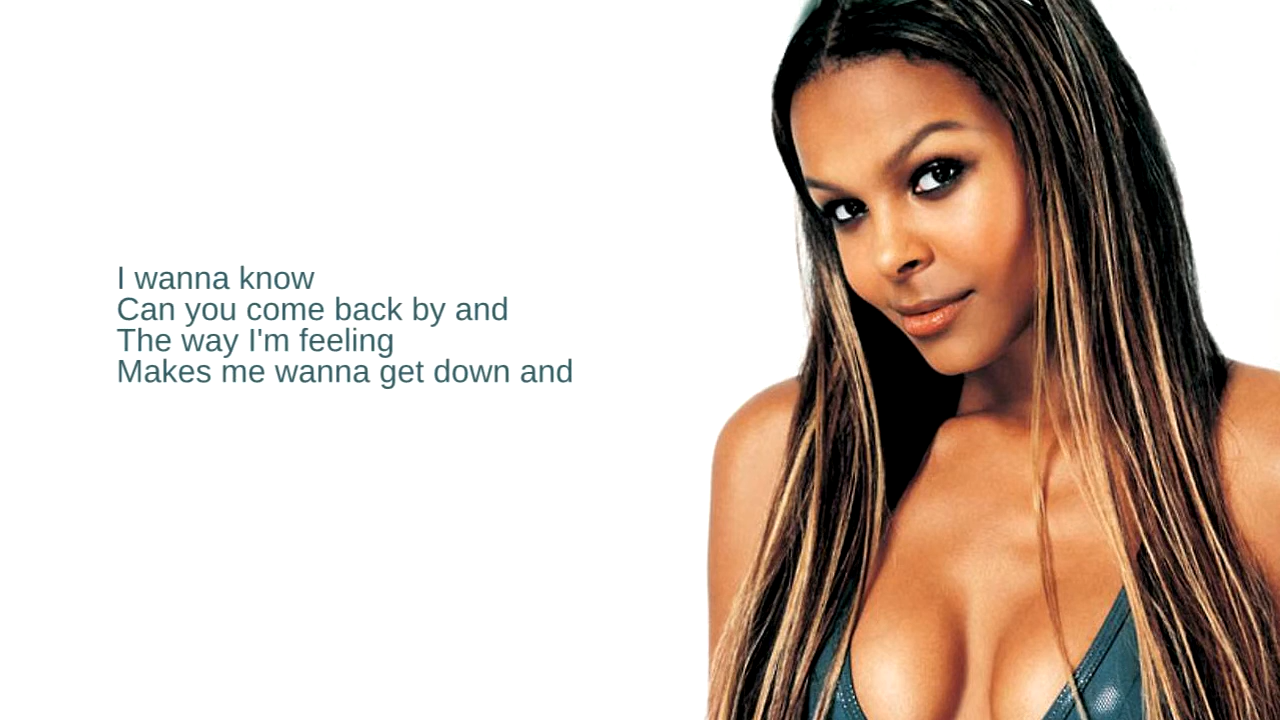 I wanna know
Can you come back by and
The way I'm feeling
Makes me wanna get down and